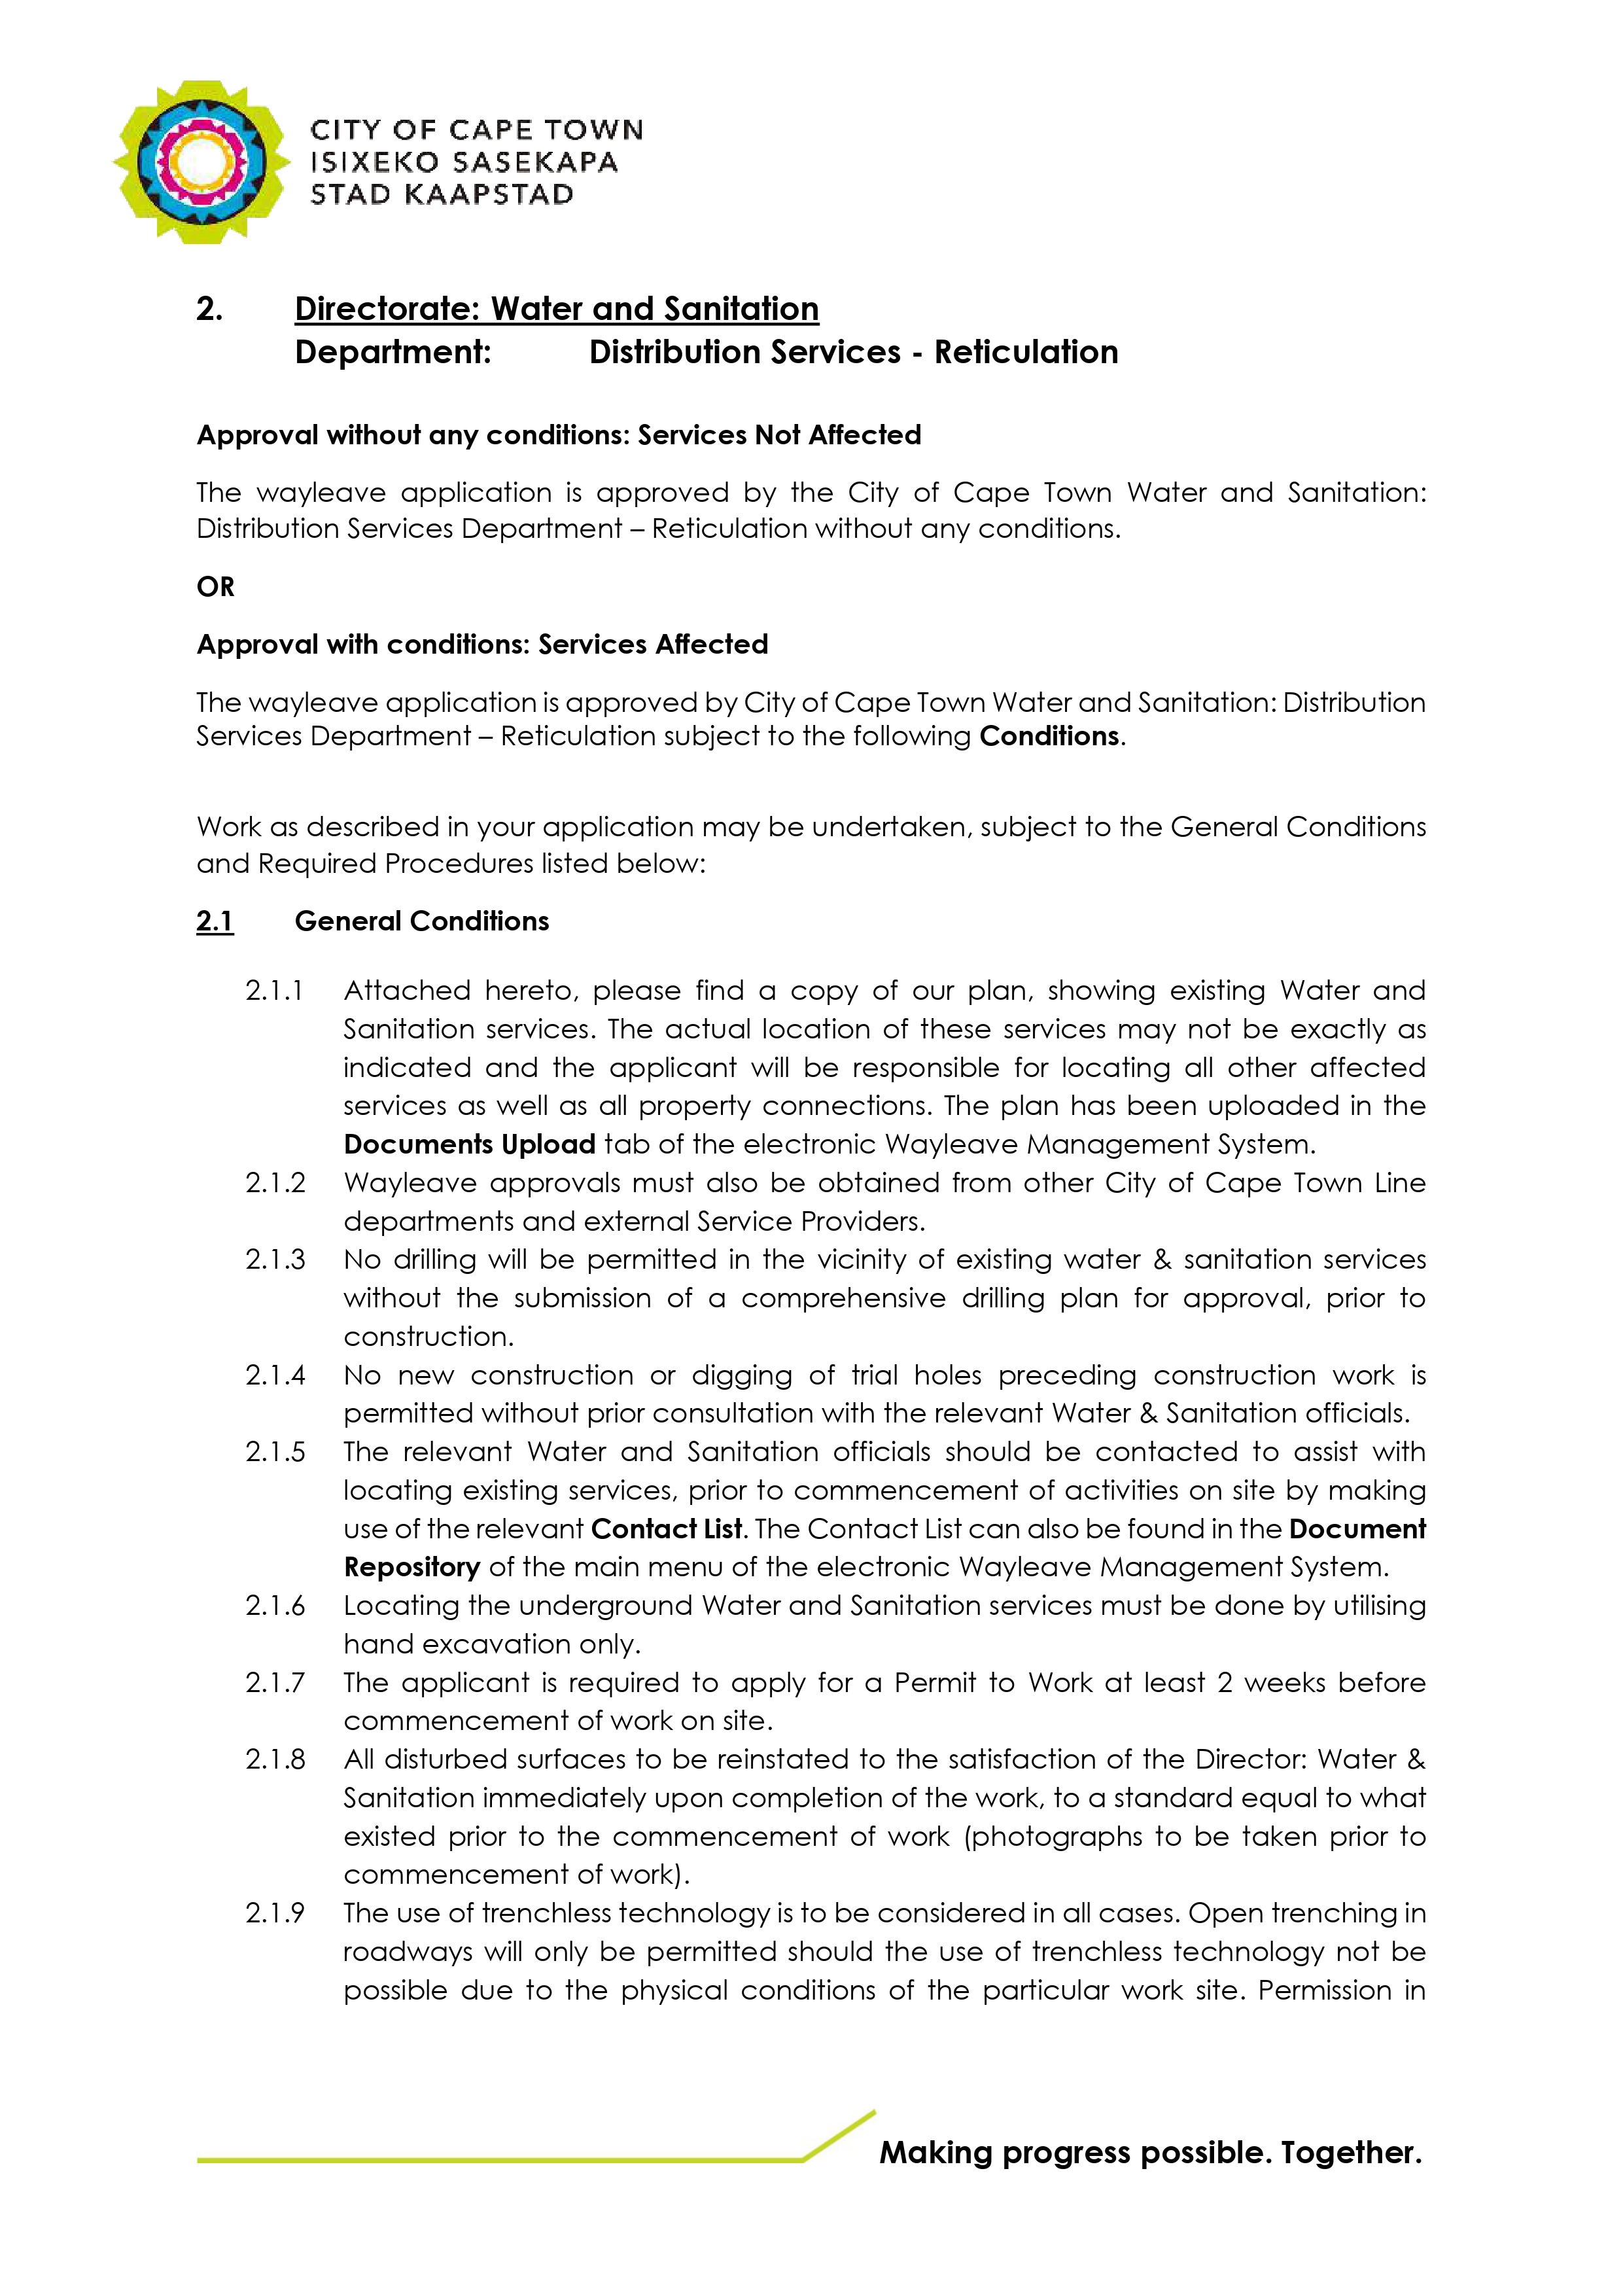 CITY OF CAPE TOWN
ISIXEKO SASEKAPA
STAD KAAPSTAD
2. Directorate: Water and Sanitation
Department: Distribution Services - Reticulation
Approval without any conditions: Services Not Affected
The wayleave application is approved by the City of Cape Town Water and Sanitation:
Distribution Services Department – Reticulation without any conditions.
OR
Approval with conditions: Services Affected
The wayleave application is approved by City of Cape Town Water and Sanitation: Distribution
Services Department – Reticulation subject to the following Conditions.
Work as described in your application may be undertaken, subject to the General Conditions
and Required Procedures listed below:
2.1 General Conditions
2.1.1 Attached hereto, please find a copy of our plan, showing existing Water and
Sanitation services. The actual location of these services may not be exactly as
indicated and the applicant will be responsible for locating all other affected
services as well as all property connections. The plan has been uploaded in the
Documents Upload tab of the electronic Wayleave Management System.
2.1.2 Wayleave approvals must also be obtained from other City of Cape Town Line
departments and external Service Providers.
2.1.3 No drilling will be permitted in the vicinity of existing water & sanitation services
without the submission of a comprehensive drilling plan for approval, prior to
construction.
2.1.4 No new construction or digging of trial holes preceding construction work is
permitted without prior consultation with the relevant Water & Sanitation officials.
2.1.5 The relevant Water and Sanitation officials should be contacted to assist with
locating existing services, prior to commencement of activities on site by making
use of the relevant Contact List. The Contact List can also be found in the Document
Repository of the main menu of the electronic Wayleave Management System.
2.1.6 Locating the underground Water and Sanitation services must be done by utilising
hand excavation only.
2.1.7 The applicant is required to apply for a Permit to Work at least 2 weeks before
commencement of work on site.
2.1.8 All disturbed surfaces to be reinstated to the satisfaction of the Director: Water &
Sanitation immediately upon completion of the work, to a standard equal to what
existed prior to the commencement of work (photographs to be taken prior to
commencement of work).
2.1.9 The use of trenchless technology is to be considered in all cases. Open trenching in
roadways will only be permitted should the use of trenchless technology not be
possible due to the physical conditions of the particular work site. Permission in
Making progress possible. Together.